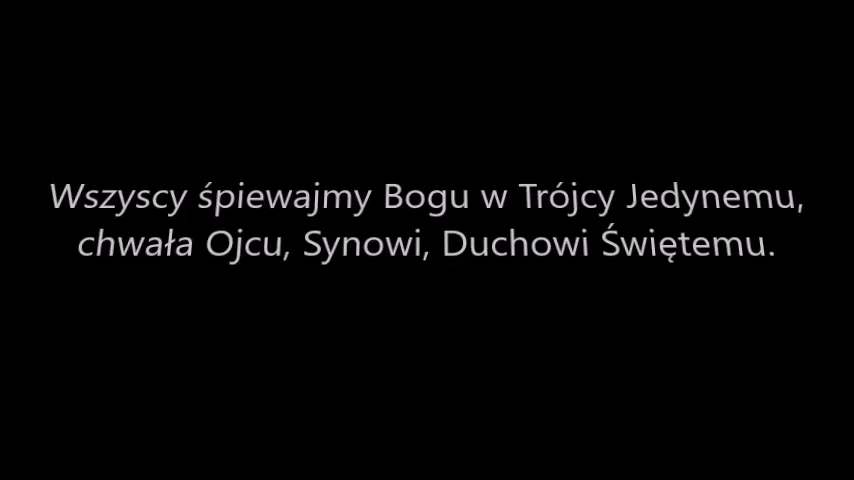 Wszyscy śpiewajmy Bogu w Trójcy Jedynemu,
chwała Ojcu, Synowi, Duchowi Świętemu.